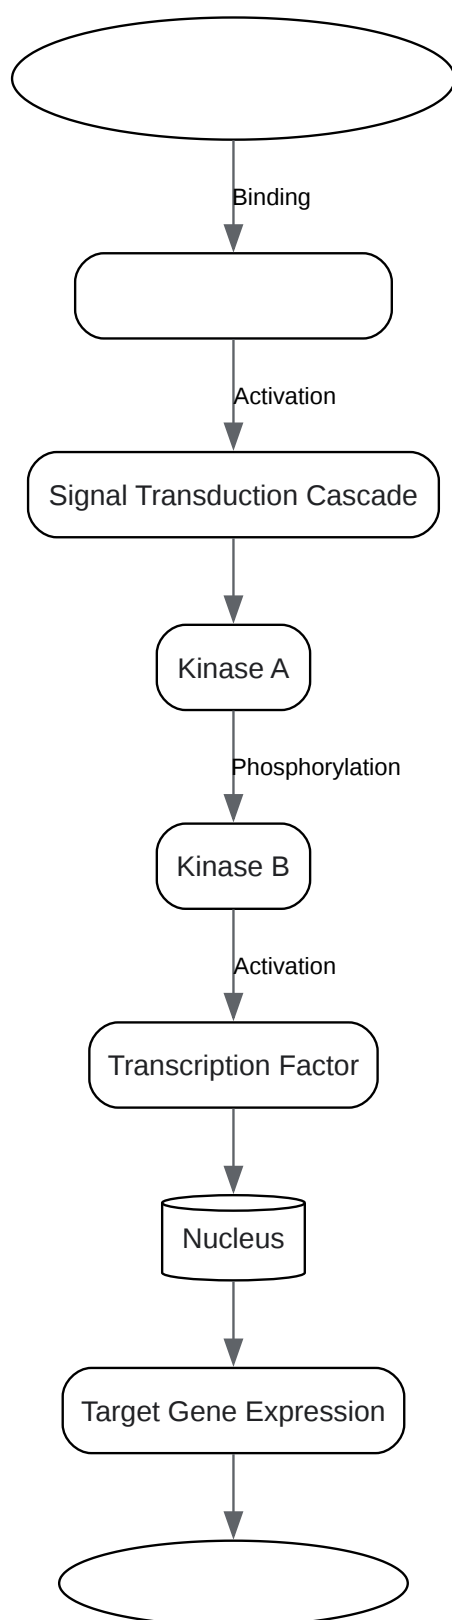 Binding
Activation
Signal Transduction Cascade
Kinase A
Phosphorylation
Kinase B
Activation
Transcription Factor
Nucleus
Target Gene Expression